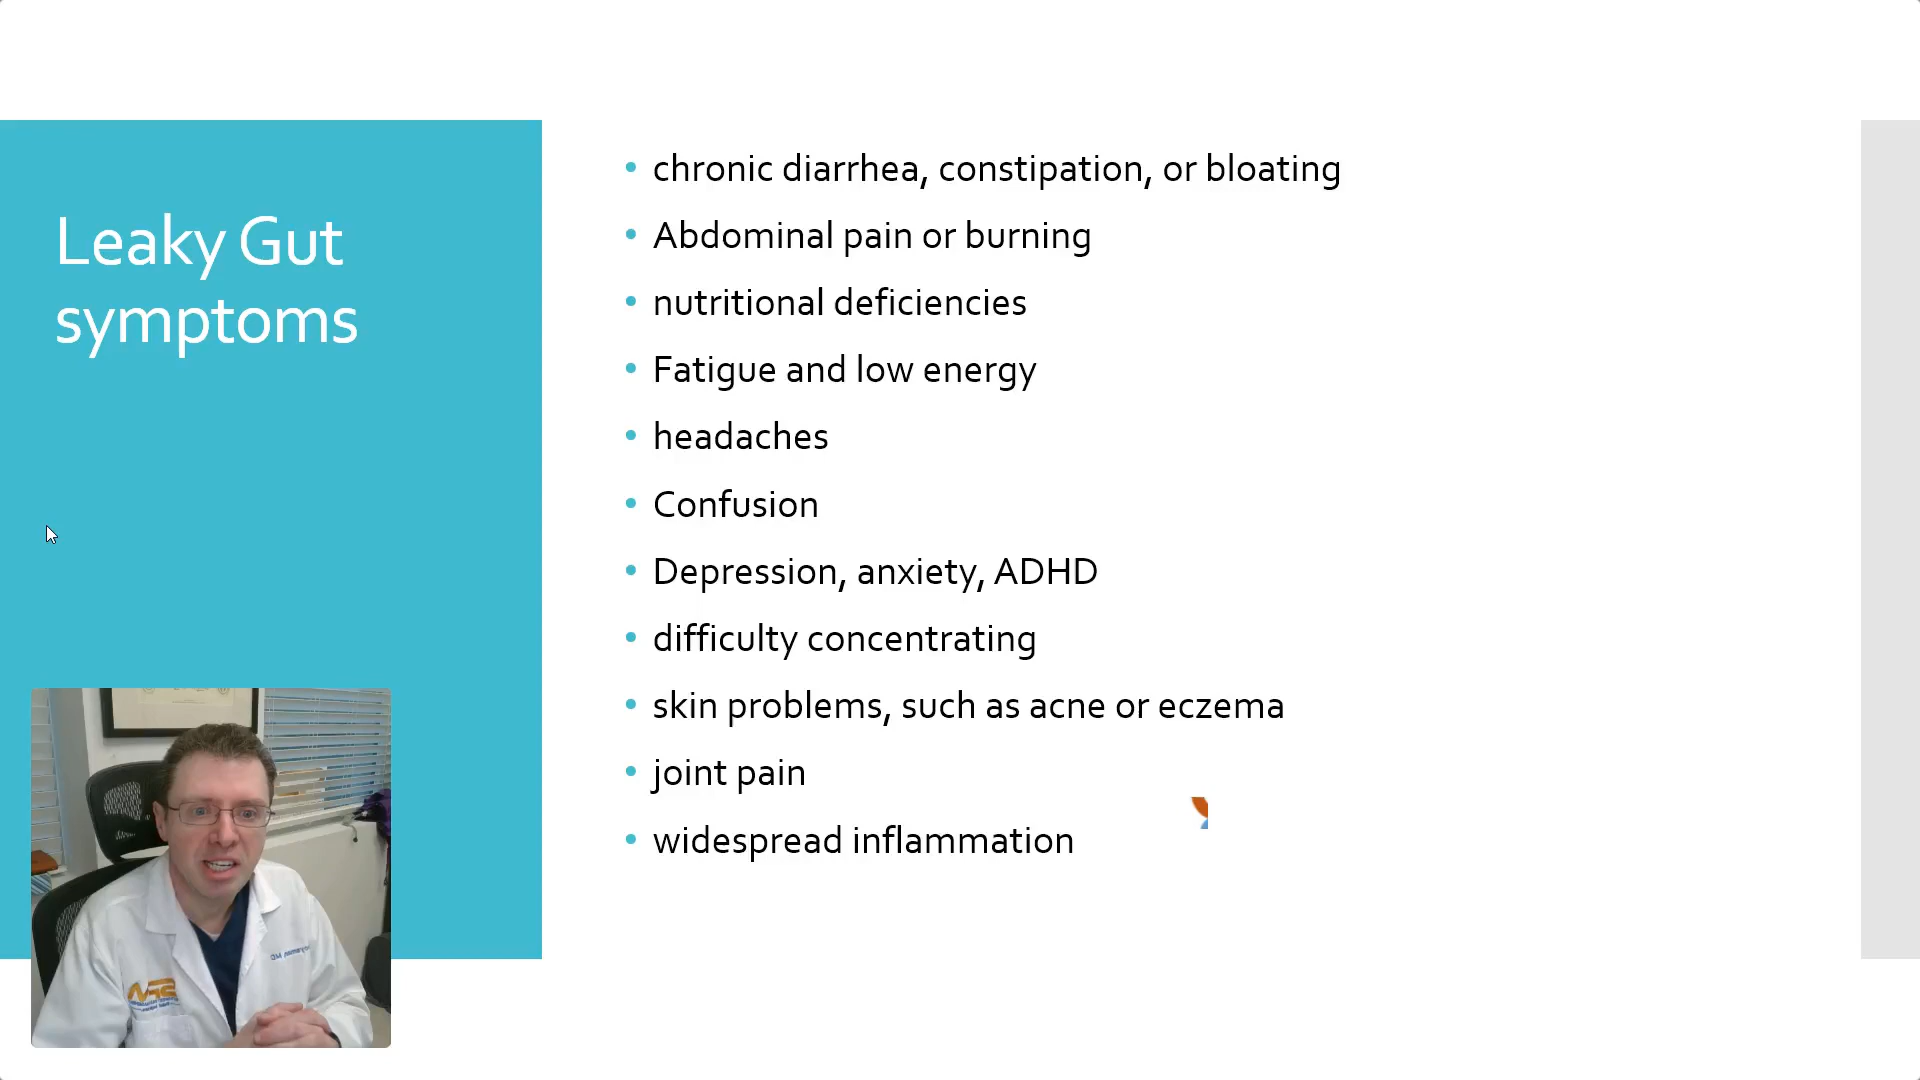 Leaky Gut
symptoms
• chronic diarrhea, constipation, or bloating
• Abdominal pain or burning
• nutritional deficiencies
• Fatigue and low energy
• headaches
• Confusion
• Depression, anxiety, ADHD
• difficulty concentrating
• skin problems, such as acne or eczema
• joint pain
• widespread inflammation